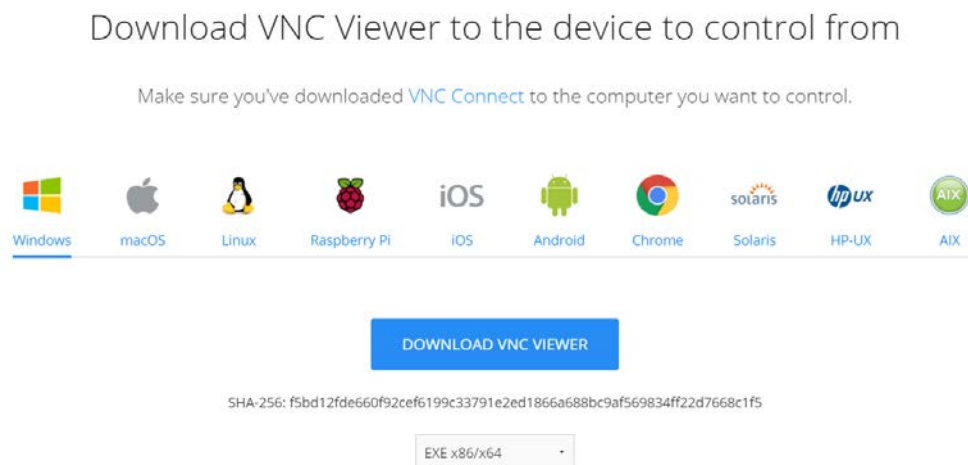 Download VNC Viewer to the device to control from
Make sure you've downloaded VNC Connect to the computer you want to control.
iOS solaris hp UX AIX
Windows macOS Linux Raspberry Pi iOS Android Chrome Solaris HP-UX AIX
DOWNLOAD VNC VIEWER
SHA-256: f5bd12fde660f92cef6199c33791e2ed1866a688bc9af569834ff22d7668c1f5
EXE x86/x64